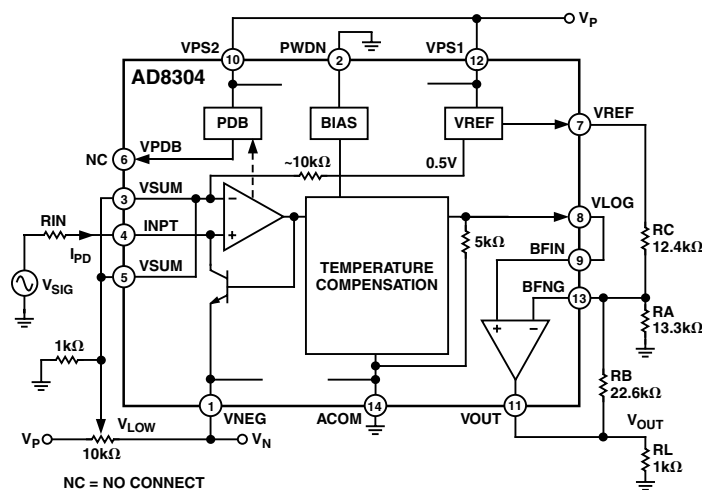 VP
VPS2
PWDN
VPS1
10
2
12
AD8304
PDB
BIAS
VREF
7
VREF
NC
6
VPDB
~10kΩ
0.5V
3
VSUM
−
8
VLOG
RIN
4
INPT
+
IPD
5kΩ
RC
12.4kΩ
VSIG
5
VSUM
TEMPERATURE
COMPENSATION
BFIN
9
BFNG
13
+
−
RA
13.3kΩ
1kΩ
RB
22.6kΩ
1
VNEG
ACOM
14
VOUT
11
VLOW
VOUT
VP
10kΩ
VN
RL
1kΩ
NC = NO CONNECT